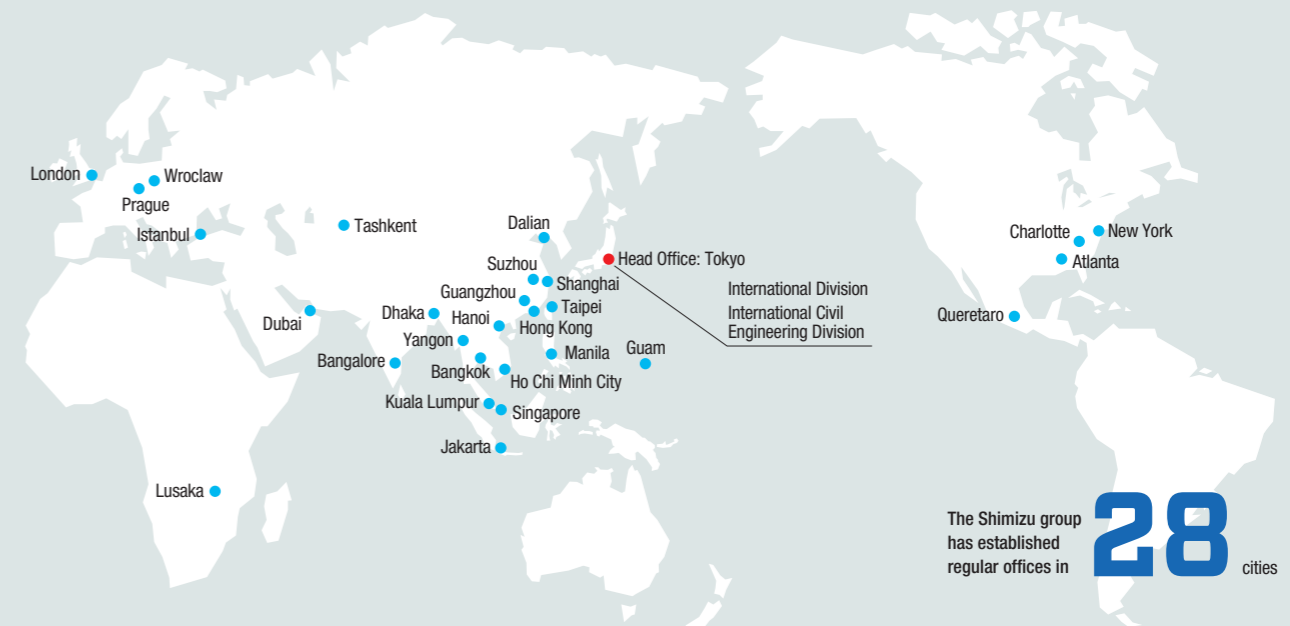 London
Wroclaw
Prague
Istanbul
Tashkent
Dalian
Head Office: Tokyo
Suzhou
Shanghai
Guangzhou
Taipei
Dubai
Dhaka
Hanoi
Hong Kong
Yangon
Manila
Guam
Bangalore
Bangkok
Ho Chi Minh City
Kuala Lumpur
Singapore
Jakarta
Lusaka
International Division
International Civil
Engineering Division
Charlotte
New York
Atlanta
Queretaro
The Shimizu group
has established
regular offices in
28
cities